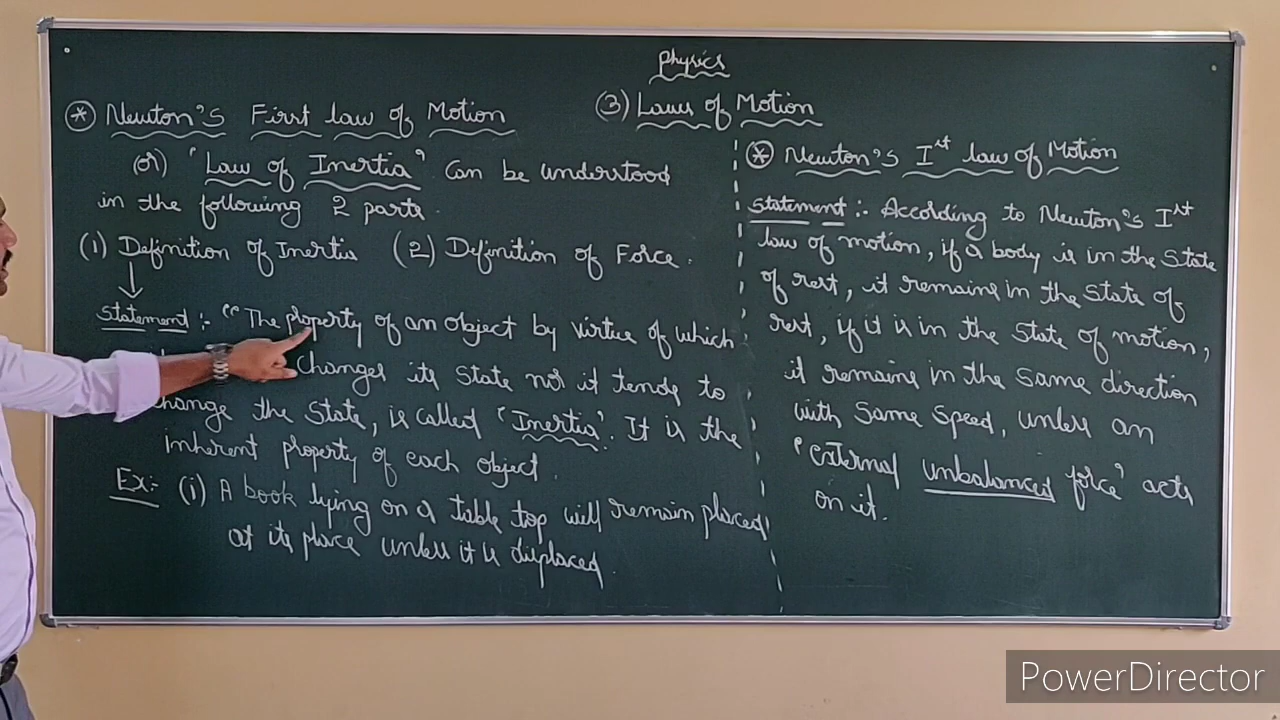 Physics
(3) Laws of Motion
* Newton's First law of Motion
(or) 'Law of Inertia' Can be understood
in the following 2 parts.
(1) Definition of Inertia (2) Definition of Force.
Statement :- "The property of an object by virtue of which
Changes its State nor it tends to
change the State, is called 'Inertia'. It is the
inherent property of each object.
Ex:- (i) A book lying on a table top will remain placed
at its place unless it is displaced.
* Newton's Ist law of Motion
Statement :- According to Newton's Ist
law of motion, if a body is in the State
of rest, it remains in the State of
rest, if it is in the State of motion,
it remains in the Same direction
with Same Speed, unless an
'external unbalanced force' acts
on it.
PowerDirector